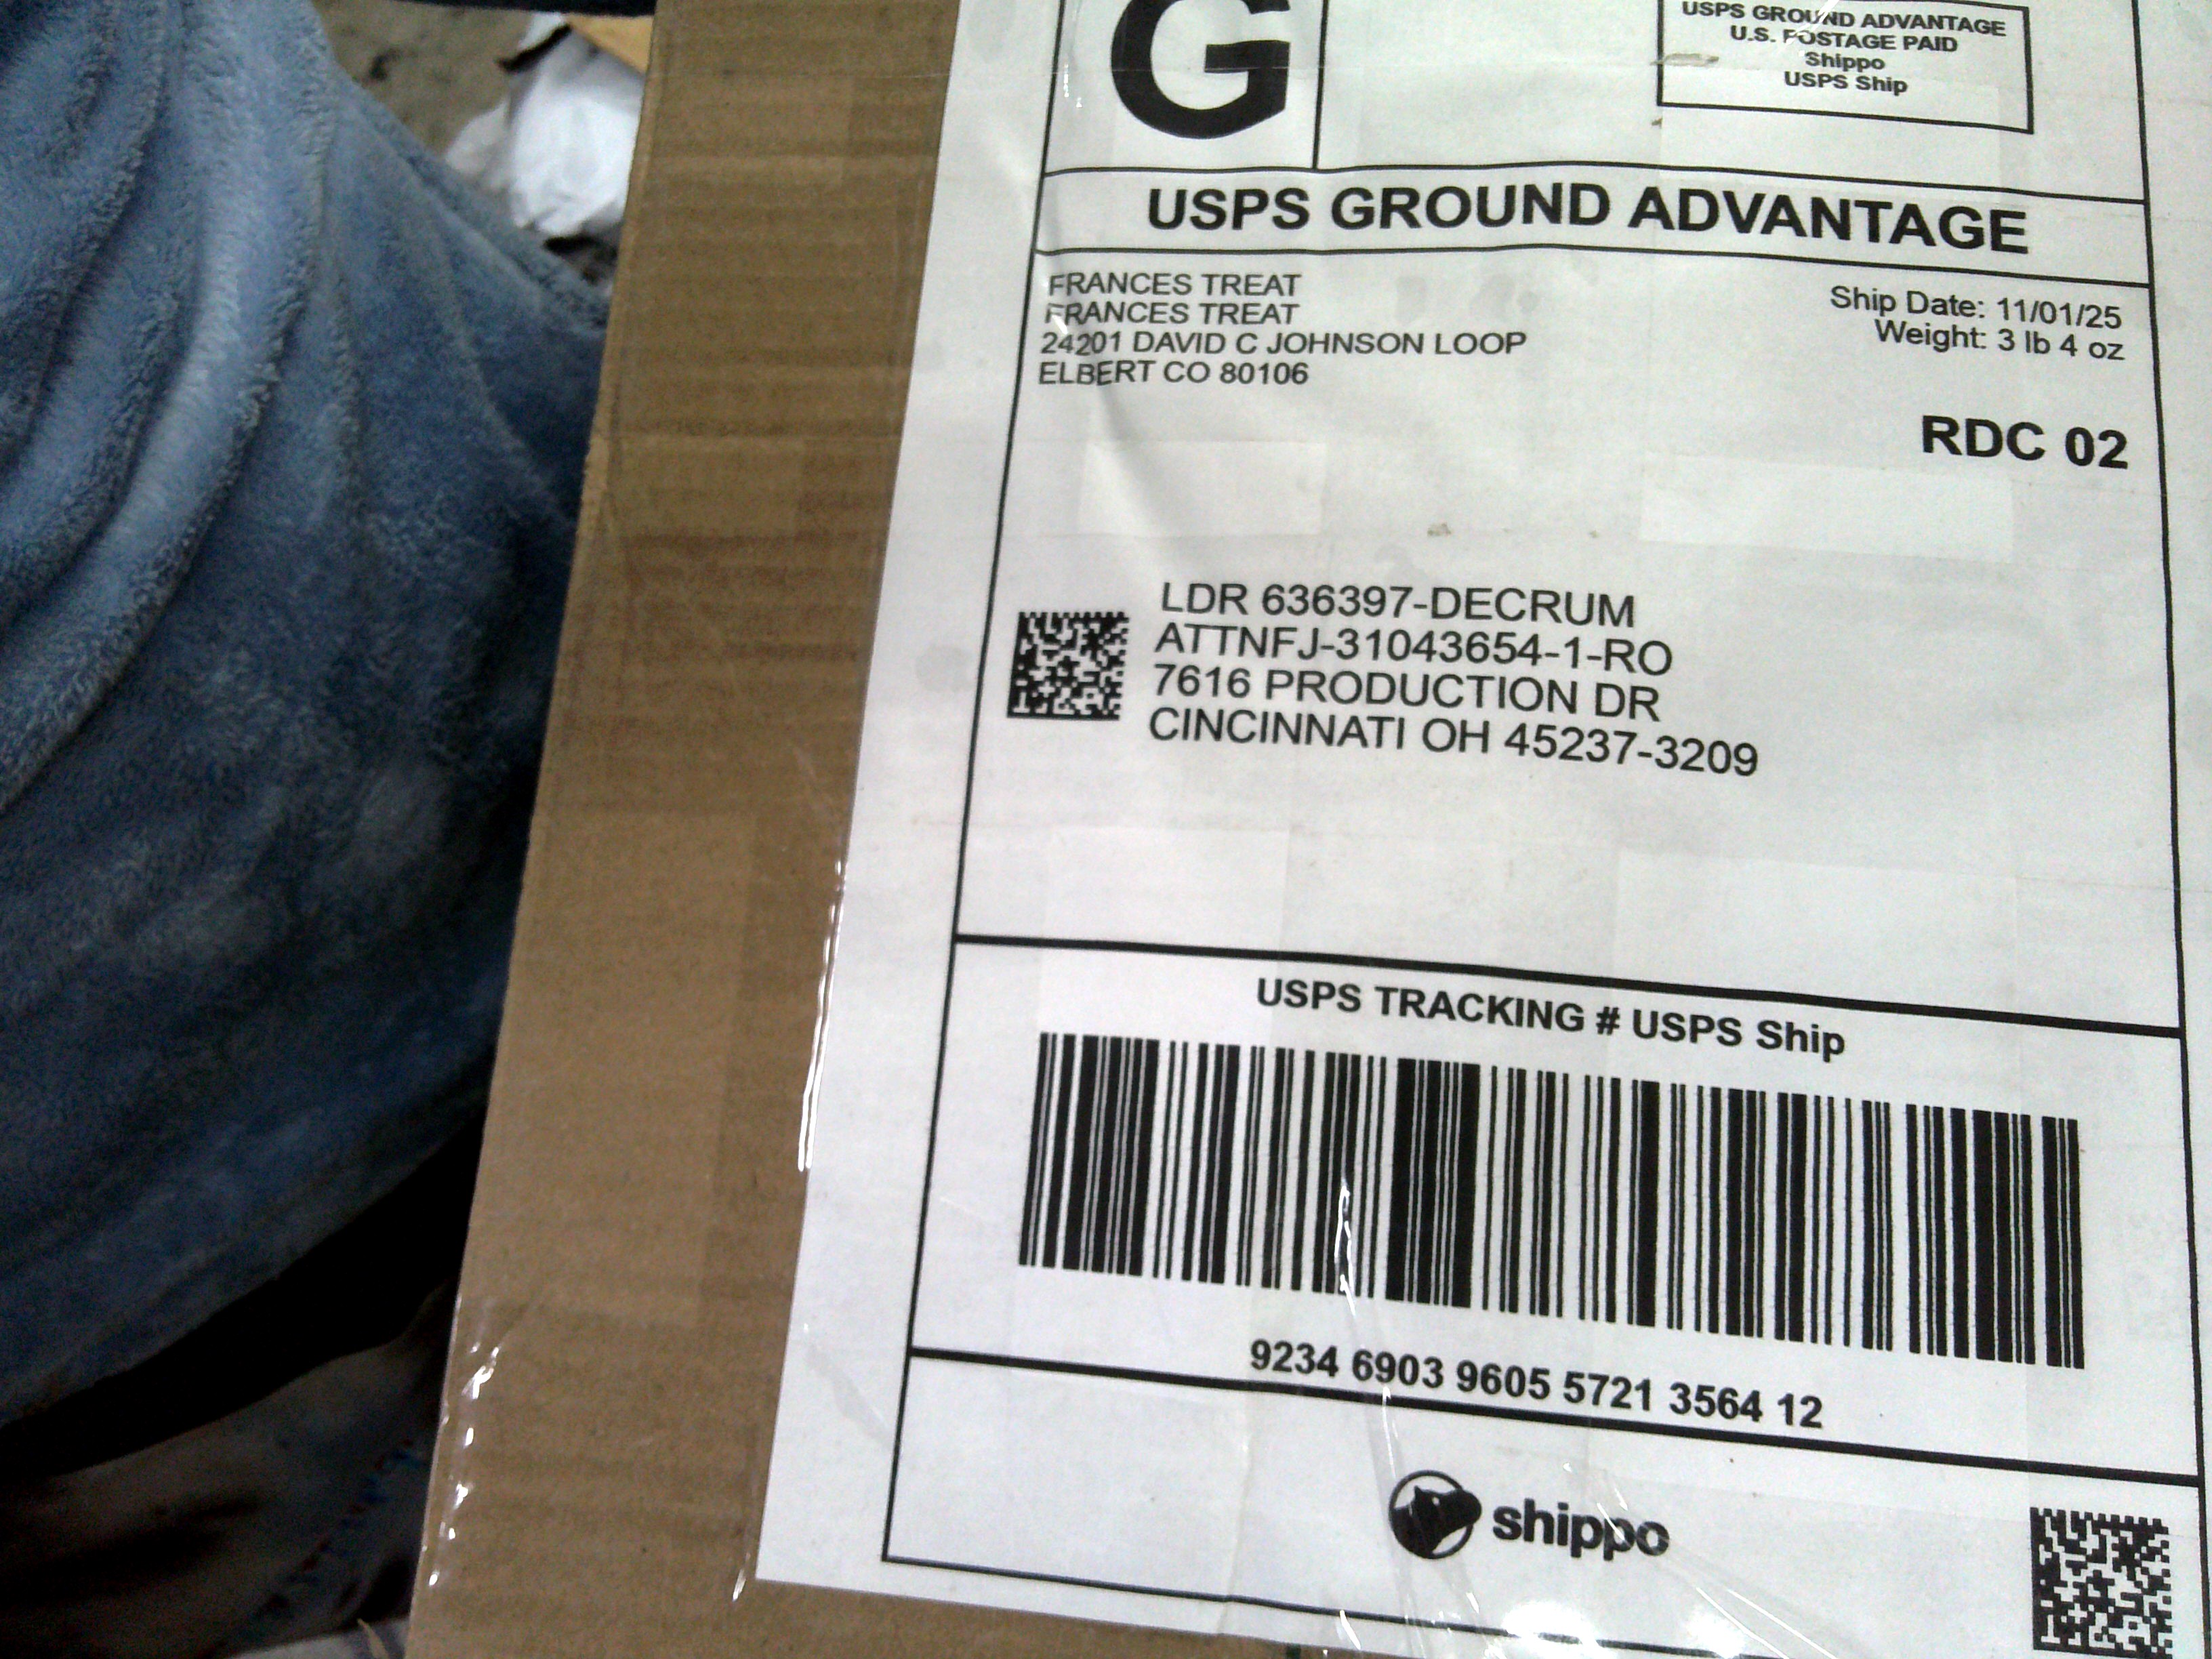 G
USPS GROUND ADVANTAGE
U.S. POSTAGE PAID
Shippo
USPS Ship
USPS GROUND ADVANTAGE
FRANCES TREAT
FRANCES TREAT
24201 DAVID C JOHNSON LOOP
ELBERT CO 80106
Ship Date: 11/01/25
Weight: 3 lb 4 oz
RDC 02
LDR 636397-DECRUM
ATTNFJ-31043654-1-RO
7616 PRODUCTION DR
CINCINNATI OH 45237-3209
USPS TRACKING # USPS Ship
9234 6903 9605 5721 3564 12
shippo